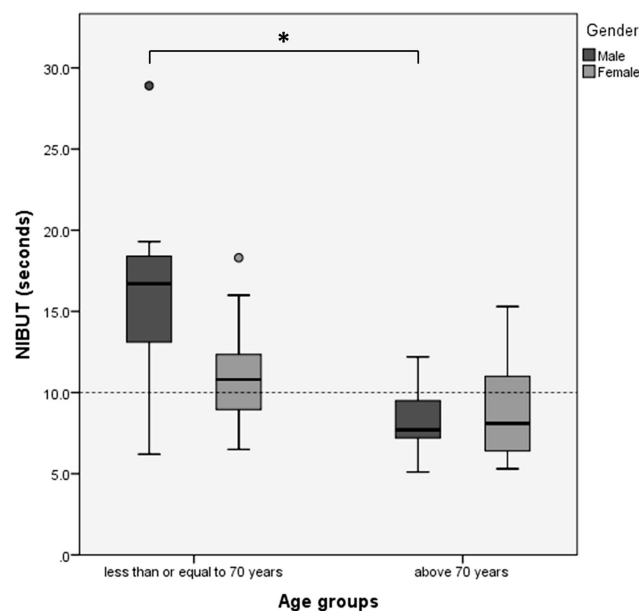 Gender
Male
Female
*
30.0
25.0
20.0
15.0
10.0
5.0
.0
NIBUT (seconds)
less than or equal to 70 years
above 70 years
Age groups